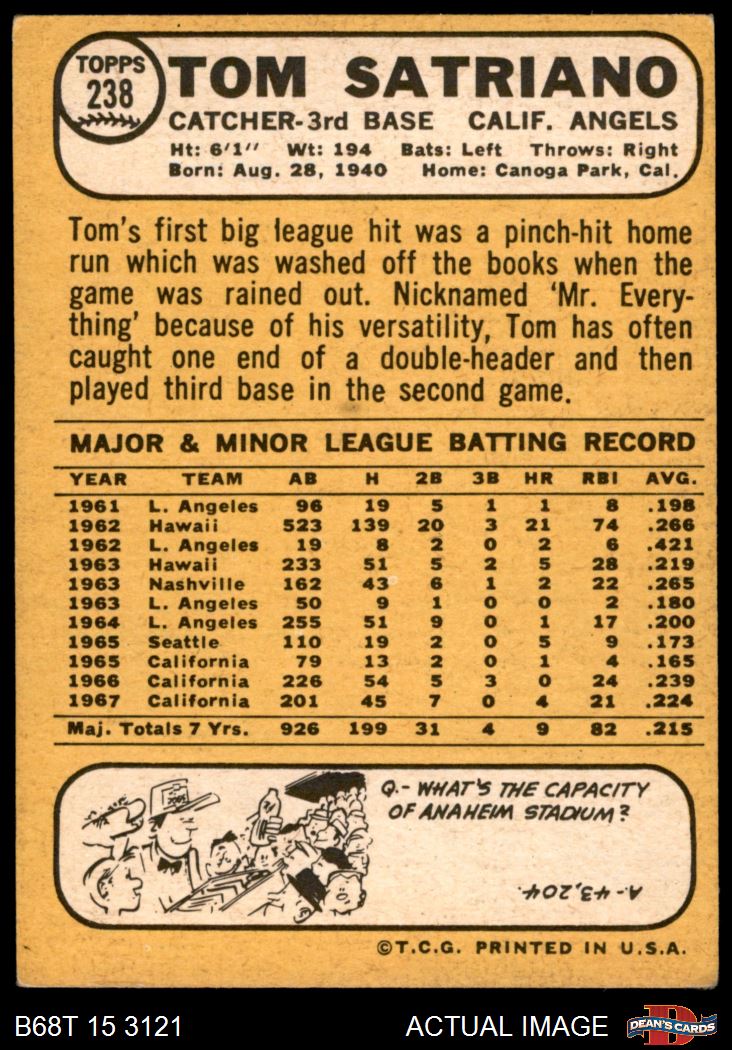 TOPPS
238
TOM SATRIANO
CATCHER-3rd BASE CALIF. ANGELS
Ht: 6'1" Wt: 194 Bats: Left Throws: Right
Born: Aug. 28, 1940 Home: Canoga Park, Cal.
Tom's first big league hit was a pinch-hit home
run which was washed off the books when the
game was rained out. Nicknamed 'Mr. Every-
thing' because of his versatility, Tom has often
caught one end of a double-header and then
played third base in the second game.
MAJOR & MINOR LEAGUE BATTING RECORD
YEAR TEAM AB H 2B 3B HR RBI AVG.
1961 L. Angeles 96 19 5 1 1 8 .198
1962 Hawaii 523 139 20 3 21 74 .266
1962 L. Angeles 19 8 2 0 2 6 .421
1963 Hawaii 233 51 5 2 5 28 .219
1963 Nashville 162 43 6 1 2 22 .265
1963 L. Angeles 50 9 1 0 0 2 .180
1964 L. Angeles 255 51 9 0 1 17 .200
1965 Seattle 110 19 2 0 5 9 .173
1965 California 79 13 2 0 1 4 .165
1966 California 226 54 5 3 0 24 .239
1967 California 201 45 7 0 4 21 .224
Maj. Totals 7 Yrs. 926 199 31 4 9 82 .215
Q.- WHAT'S THE CAPACITY
OF ANAHEIM STADIUM?
A-43,204.
©T.C.G. PRINTED IN U.S.A.
B68T 15 3121 ACTUAL IMAGE DEAN'S CARDS